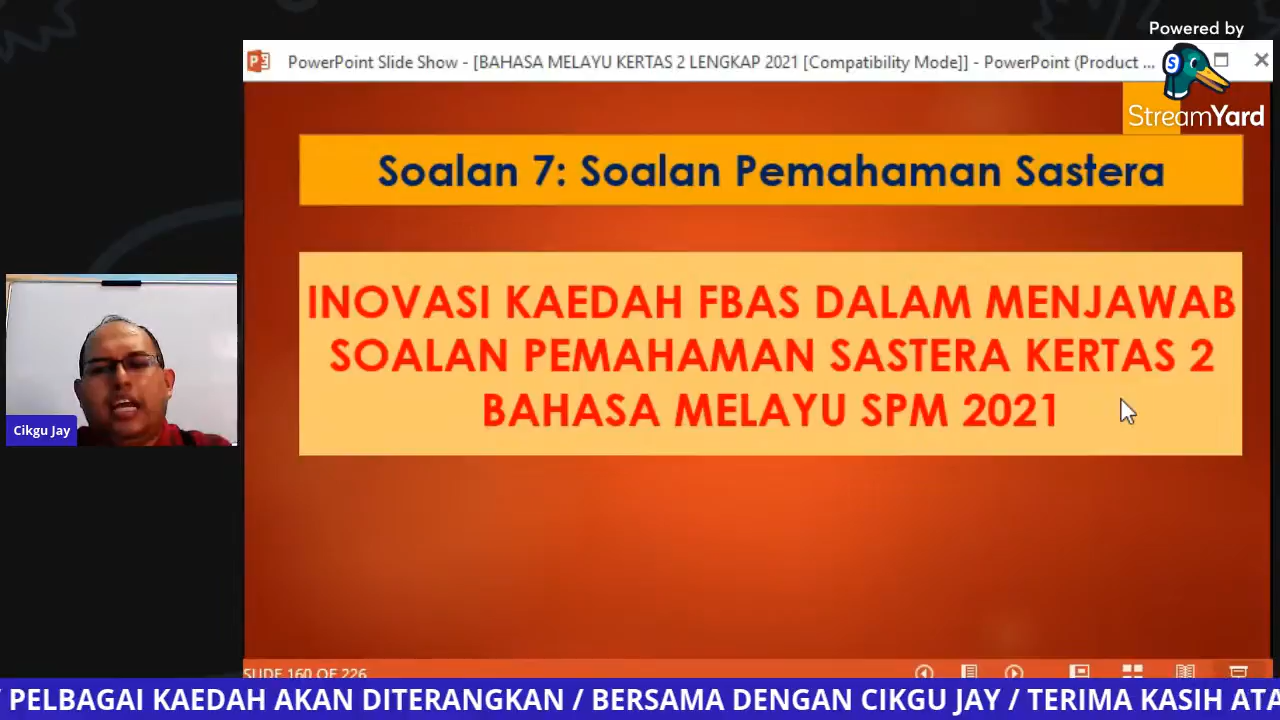 Powered by
PowerPoint Slide Show - [BAHASA MELAYU KERTAS 2 LENGKAP 2021 [Compatibility Mode]] - PowerPoint (Product ...
S
StreamYard
Soalan 7: Soalan Pemahaman Sastera
INOVASI KAEDAH FBAS DALAM MENJAWAB
SOALAN PEMAHAMAN SASTERA KERTAS 2
BAHASA MELAYU SPM 2021
Cikgu Jay
SLIDE 160 OF 226
/ PELBAGAI KAEDAH AKAN DITERANGKAN / BERSAMA DENGAN CIKGU JAY / TERIMA KASIH ATA